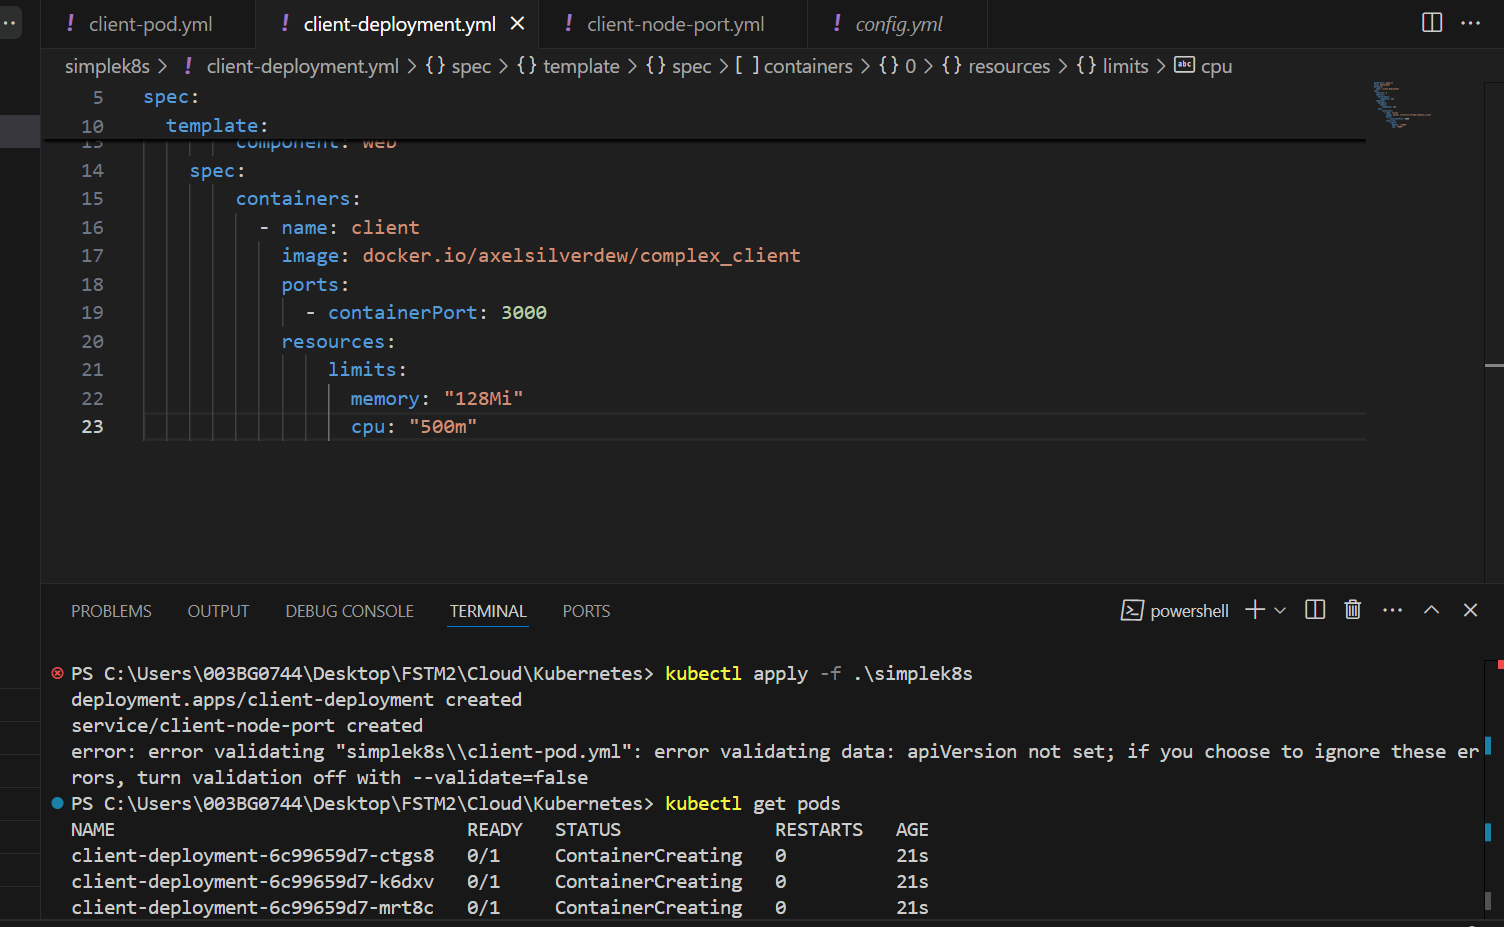 ! client-pod.yml ! client-deployment.yml ! client-node-port.yml ! config.yml
simplek8s > ! client-deployment.yml > {} spec > {} template > {} spec > [ ] containers > {} 0 > {} resources > {} limits > abc cpu
5 spec:
10 template:
13 component: web
14 spec:
15 containers:
16 - name: client
17 image: docker.io/axelsilverdew/complex_client
18 ports:
19 - containerPort: 3000
20 resources:
21 limits:
22 memory: "128Mi"
23 cpu: "500m"
PROBLEMS OUTPUT DEBUG CONSOLE TERMINAL PORTS powershell
PS C:\Users\003BG0744\Desktop\FSTM2\Cloud\Kubernetes> kubectl apply -f .\simplek8s
deployment.apps/client-deployment created
service/client-node-port created
error: error validating "simplek8s\\client-pod.yml": error validating data: apiVersion not set; if you choose to ignore these er
rors, turn validation off with --validate=false
PS C:\Users\003BG0744\Desktop\FSTM2\Cloud\Kubernetes> kubectl get pods
NAME READY STATUS RESTARTS AGE
client-deployment-6c99659d7-ctgs8 0/1 ContainerCreating 0 21s
client-deployment-6c99659d7-k6dxv 0/1 ContainerCreating 0 21s
client-deployment-6c99659d7-mrt8c 0/1 ContainerCreating 0 21s